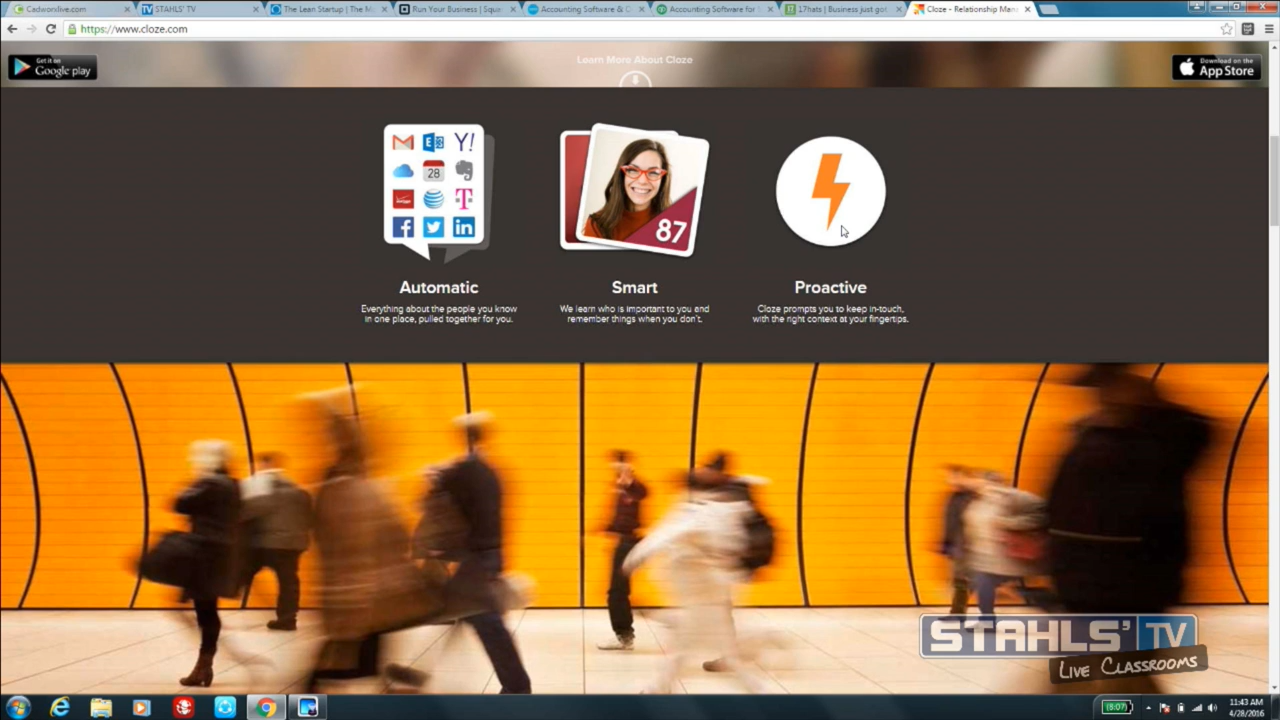 Cadworxlive.com
STAHLS' TV
The Lean Startup | The M
Run Your Business | Squa
Accounting Software & C
Accounting Software for
17hats | Business just got
Cloze - Relationship Man
https://www.cloze.com
Get it on
Google play
Learn More About Cloze
Download on the
App Store
Y!
28
87
Automatic
Smart
Proactive
Everything about the people you know
in one place, pulled together for you.
We learn who is important to you and
remember things when you don't.
Cloze prompts you to keep in-touch,
with the right context at your fingertips.
STAHLS' TV
LIVE CLASSROOMS
(5:07)
11:43 AM
4/28/2016